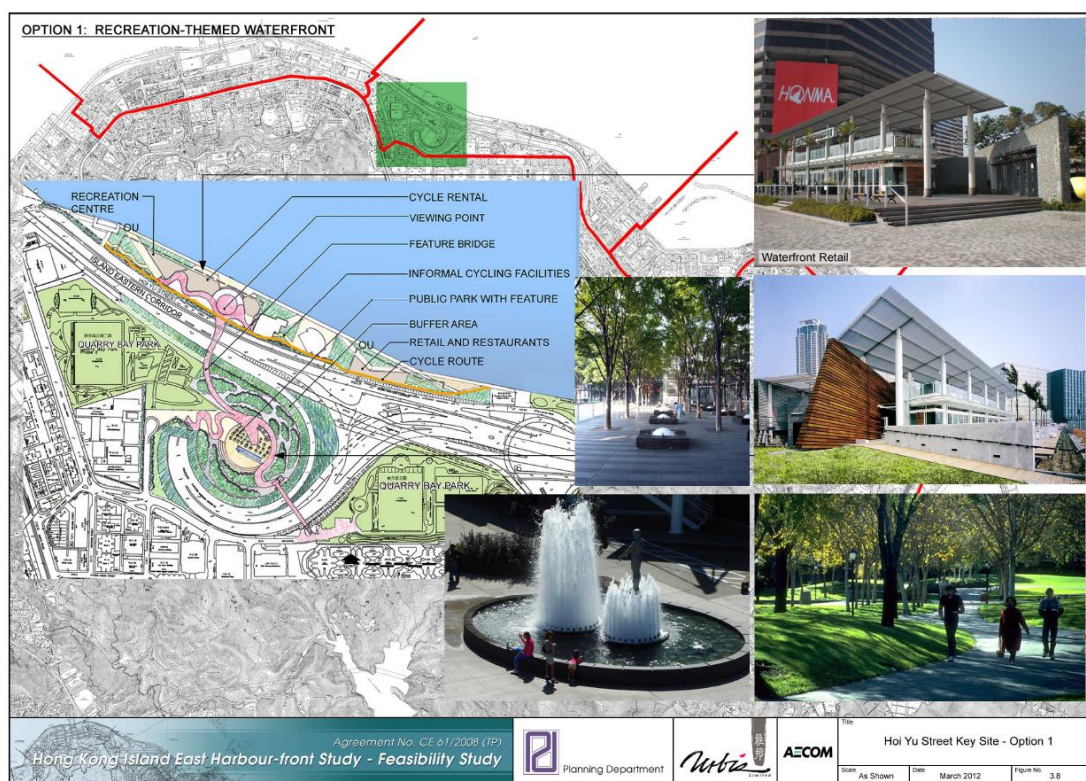 OPTION 1: RECREATION-THEMED WATERFRONT
HONMA
Waterfront Retail
RECREATION
CENTRE
OU
CYCLE RENTAL
VIEWING POINT
FEATURE BRIDGE
INFORMAL CYCLING FACILITIES
PUBLIC PARK WITH FEATURE
BUFFER AREA
RETAIL AND RESTAURANTS
CYCLE ROUTE
OU
ISLAND EASTERN CORRIDOR
QUARRY BAY PARK
QUARRY BAY PARK
Agreement No. CE 61/2008 (TP)
Hong Kong Island East Harbour-front Study - Feasibility Study
Planning Department
Urbis
Limited
AECOM
Title
Hoi Yu Street Key Site - Option 1
Scale
As Shown
Date
March 2012
Figure No.
3.8